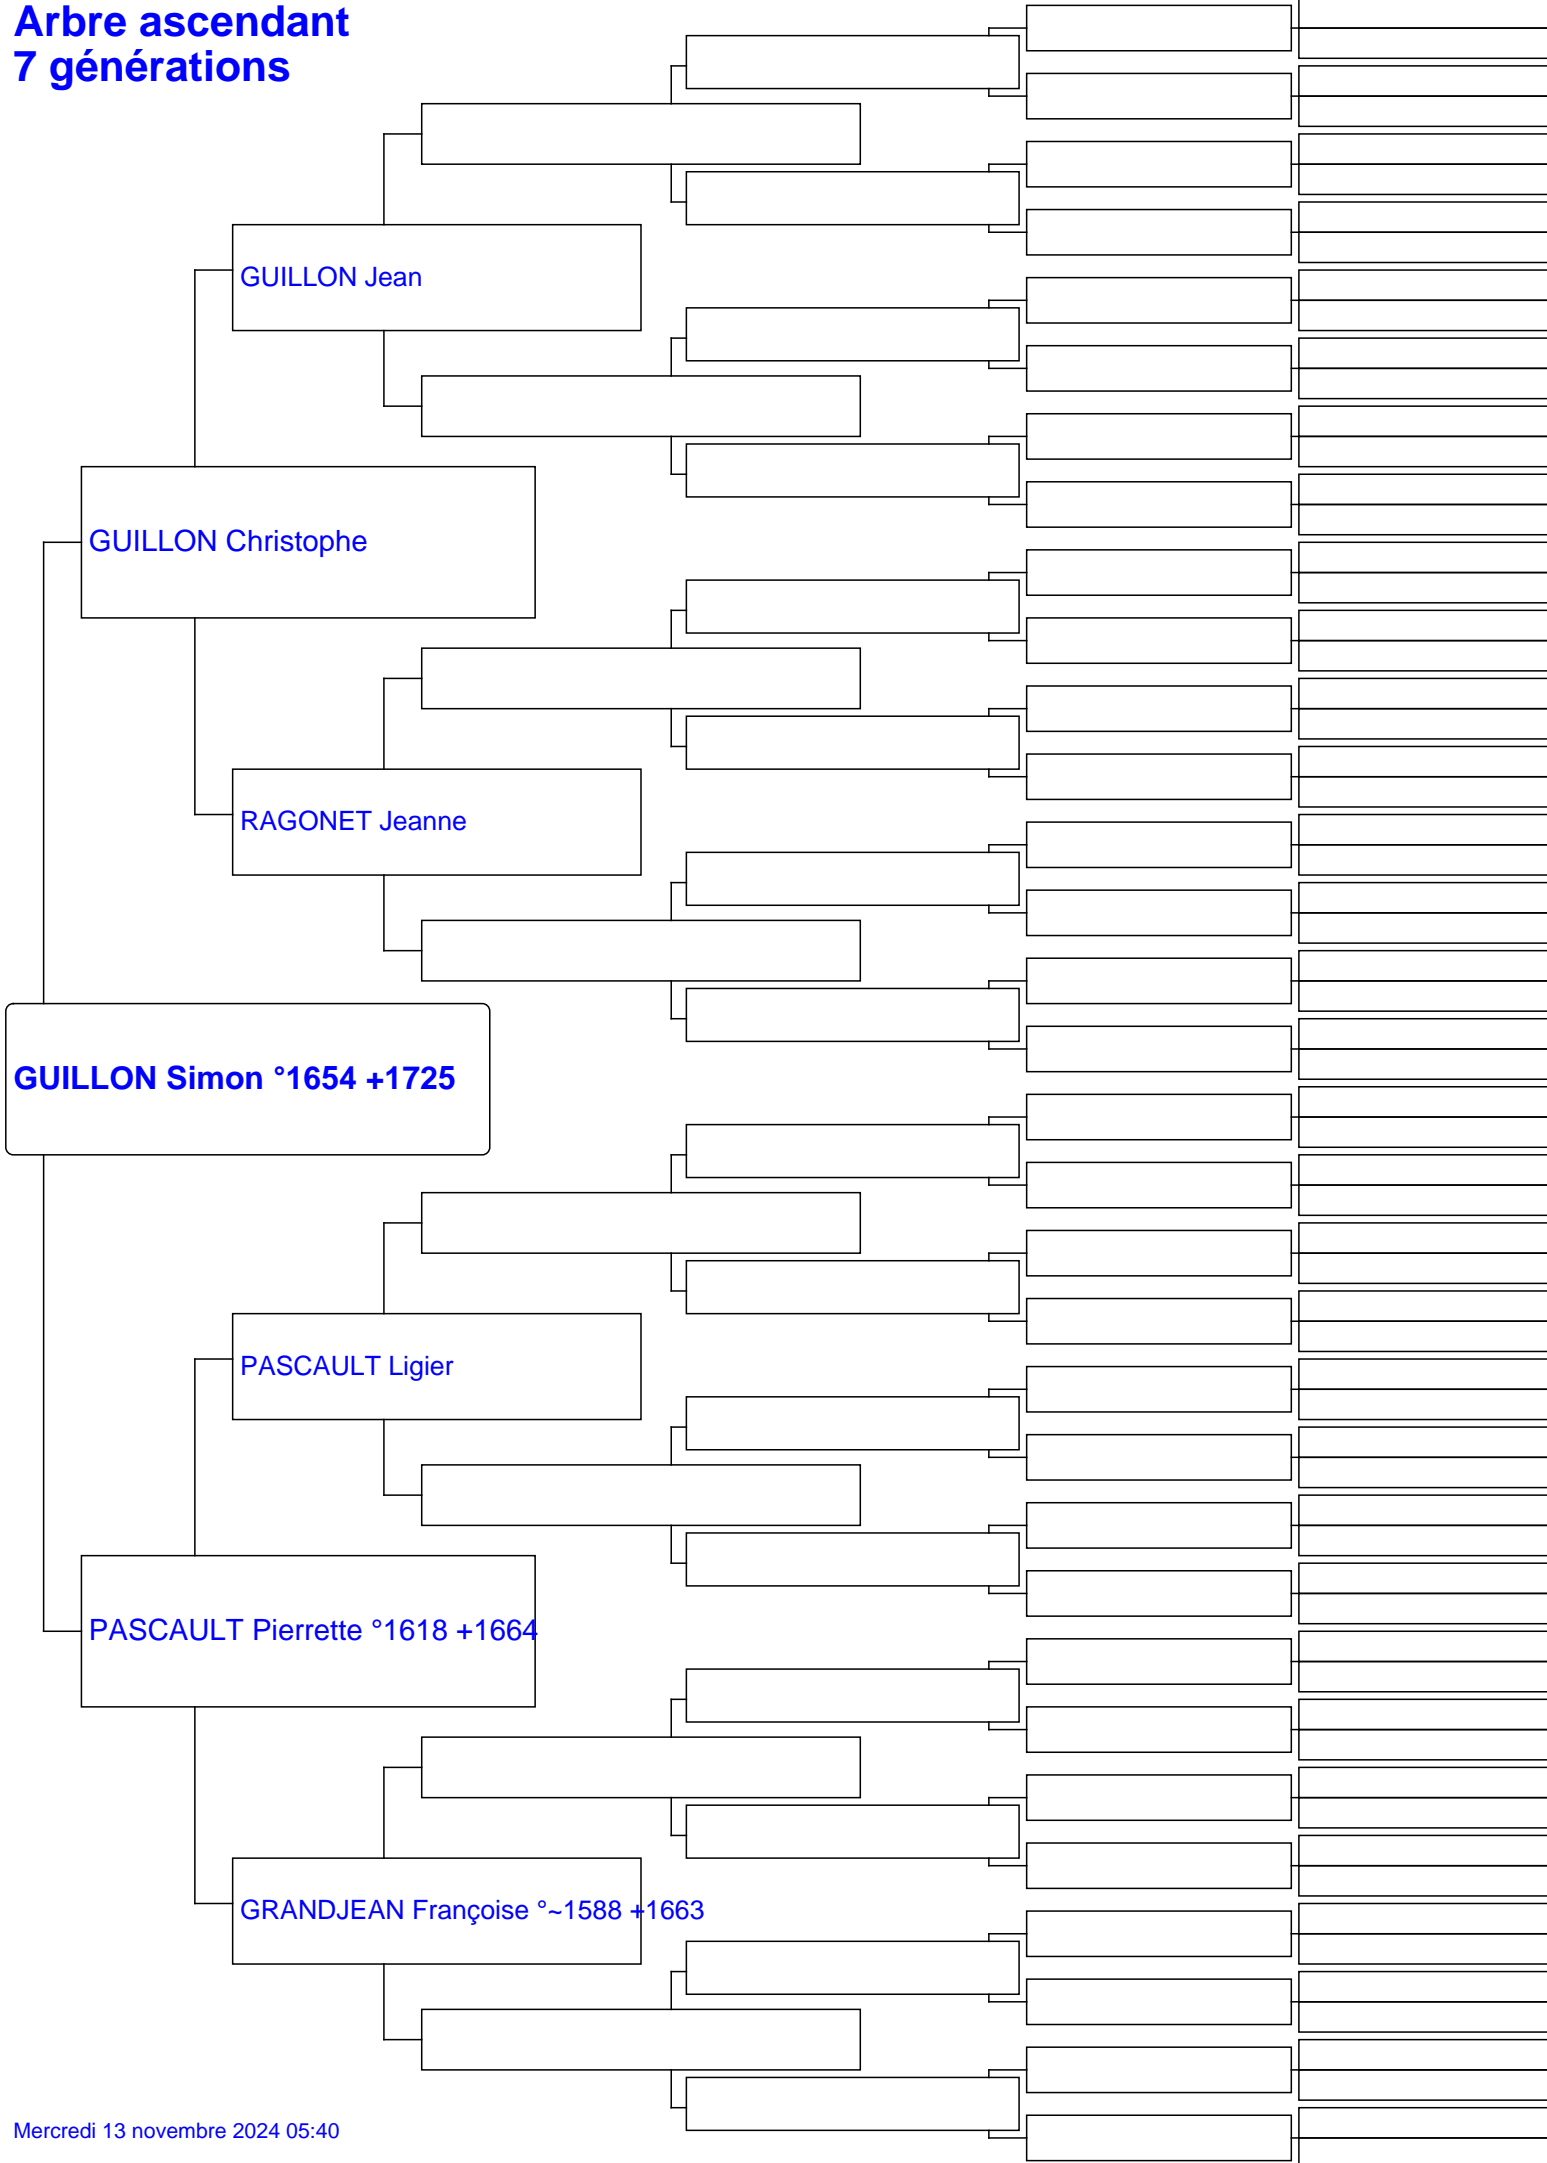 Arbre ascendant
7 générations
GUILLON Jean
GUILLON Christophe
RAGONET Jeanne
GUILLON Simon °1654 +1725
PASCAULT Ligier
PASCAULT Pierrette °1618 +1664
GRANDJEAN Françoise °~1588 +1663
Mercredi 13 novembre 2024 05:40